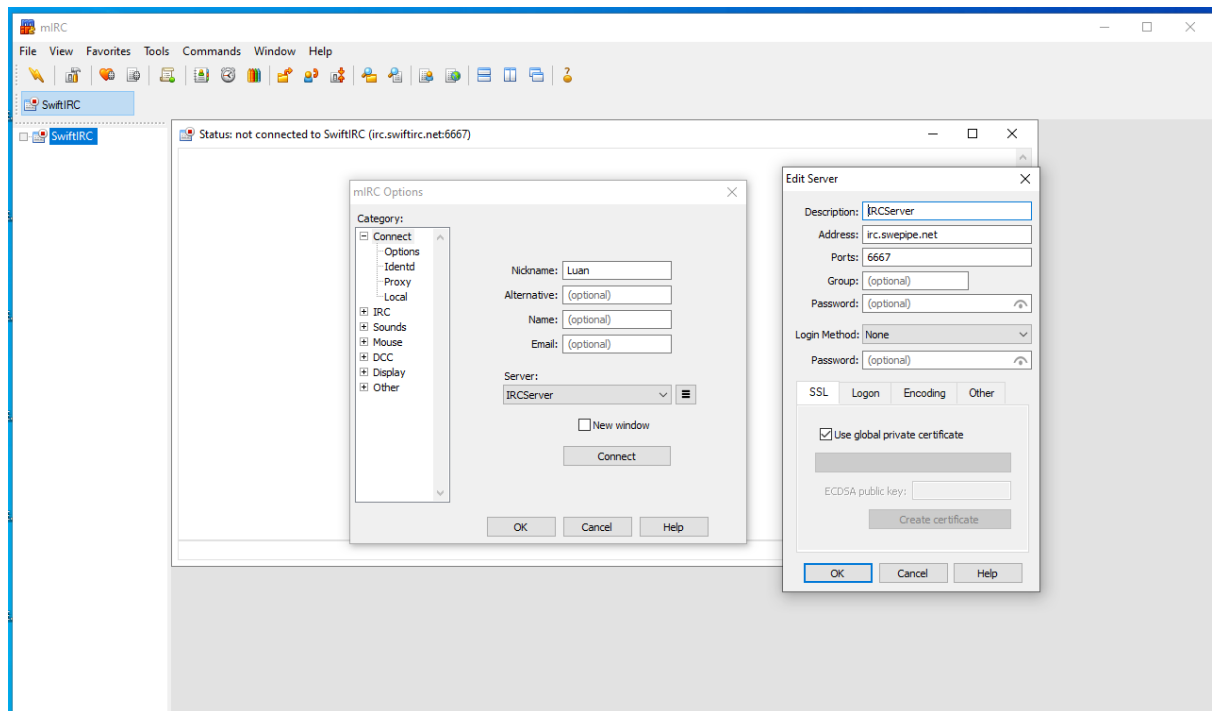 mIRC
File View Favorites Tools Commands Window Help
SwiftIRC
SwiftIRC
Status: not connected to SwiftIRC (irc.swiftirc.net:6667)
mIRC Options
Category:
Connect
Options
Identd
Proxy
Local
IRC
Sounds
Mouse
DCC
Display
Other
Nickname: Luan
Alternative: (optional)
Name: (optional)
Email: (optional)
Server:
IRCServer
New window
Connect
OK Cancel Help
Edit Server
Description: IRCServer
Address: irc.swepipe.net
Ports: 6667
Group: (optional)
Password: (optional)
Login Method: None
Password: (optional)
SSL Logon Encoding Other
Use global private certificate
ECDSA public key:
Create certificate
OK Cancel Help